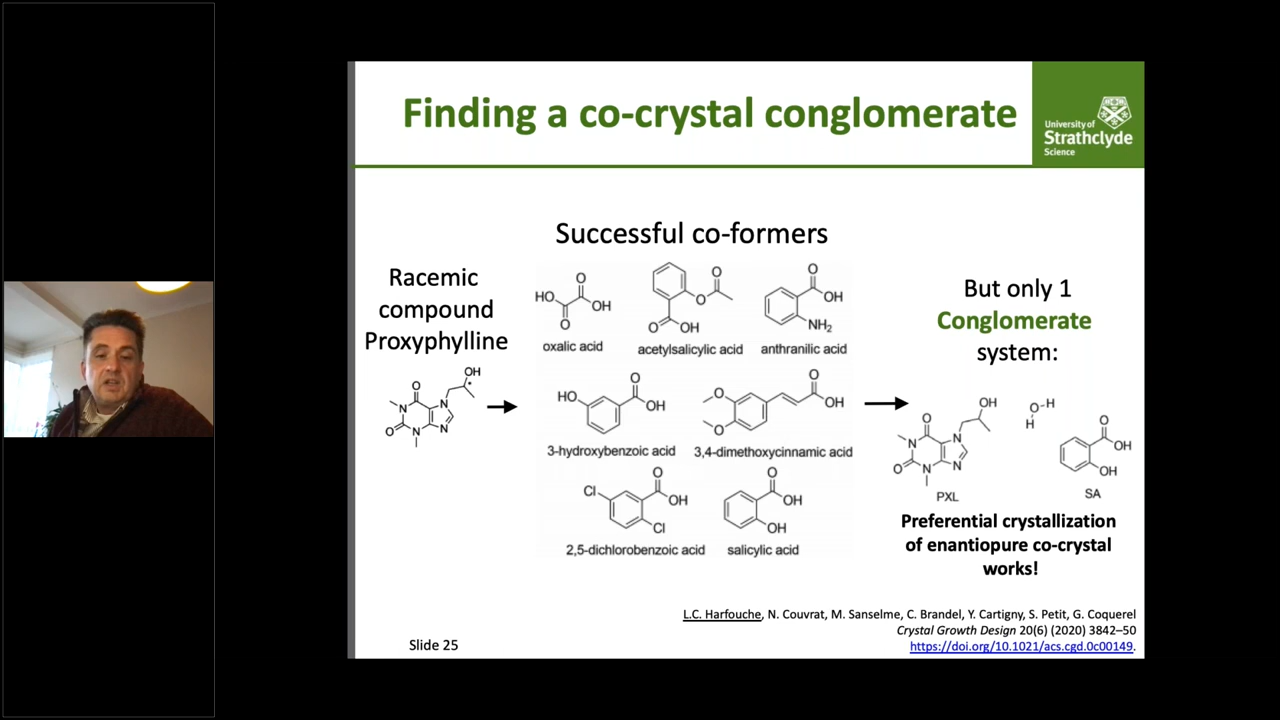 Finding a co-crystal conglomerate
University of
Strathclyde
Science
Successful co-formers
Racemic
compound
Proxyphylline
O
OH
*
N
N
O
N
N
O
HO
OH
O
oxalic acid
O
O
O
OH
acetylsalicylic acid
O
OH
NH2
anthranilic acid
HO
O
OH
3-hydroxybenzoic acid
O
O
O
OH
3,4-dimethoxycinnamic acid
Cl
O
OH
Cl
2,5-dichlorobenzoic acid
O
OH
OH
salicylic acid
But only 1
Conglomerate
system:
O
OH
N
N
O
N
N
PXL
O-H
H
O
OH
OH
SA
Preferential crystallization
of enantiopure co-crystal
works!
L.C. Harfouche, N. Couvrat, M. Sanselme, C. Brandel, Y. Cartigny, S. Petit, G. Coquerel
Crystal Growth Design 20(6) (2020) 3842–50
https://doi.org/10.1021/acs.cgd.0c00149.
Slide 25